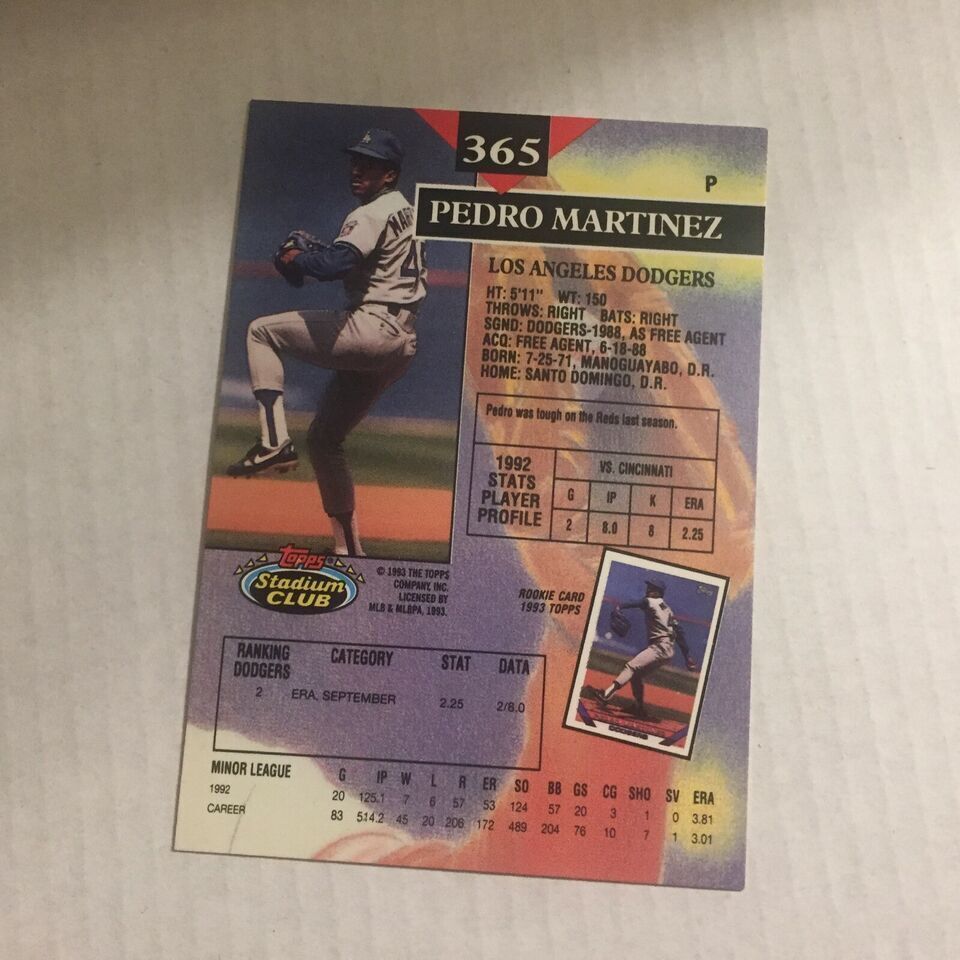 365
P
PEDRO MARTINEZ
LOS ANGELES DODGERS
HT: 5'11" WT: 150
THROWS: RIGHT BATS: RIGHT
SGND: DODGERS-1988, AS FREE AGENT
ACQ: FREE AGENT, 6-18-88
BORN: 7-25-71, MANOGUAYABO, D.R.
HOME: SANTO DOMINGO, D.R.
Pedro was tough on the Reds last season.
1992
STATS
PLAYER
PROFILE
VS. CINCINNATI
G IP K ERA
2 8.0 8 2.25
Topps
Stadium
CLUB
© 1993 THE TOPPS
COMPANY, INC.
LICENSED BY
MLB & MLBPA, 1993.
ROOKIE CARD
1993 TOPPS
Topps
DODGERS
RANKING
DODGERS CATEGORY STAT DATA
2 ERA, SEPTEMBER 2.25 2/8.0
MINOR LEAGUE G IP W L R ER SO BB GS CG SHO SV ERA
1992 20 125.1 7 6 57 53 124 57 20 3 1 0 3.81
CAREER 83 514.2 45 20 206 172 489 204 76 10 7 1 3.01